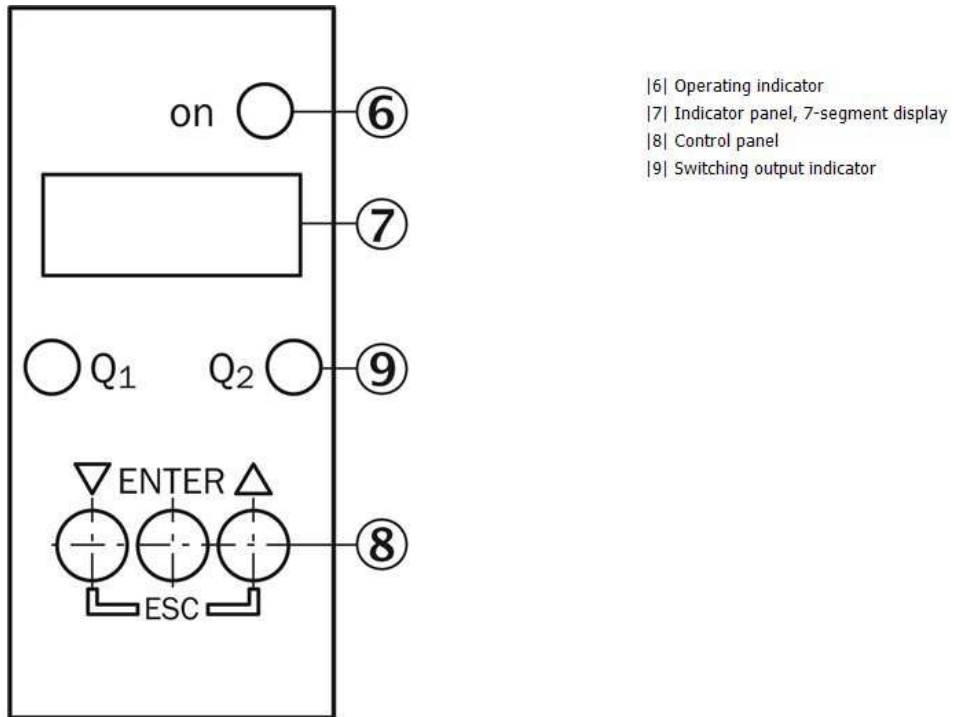 on ⑥
⑦
Q1 Q2 ⑨
▽ ENTER △
⑧
ESC
|6| Operating indicator
|7| Indicator panel, 7-segment display
|8| Control panel
|9| Switching output indicator